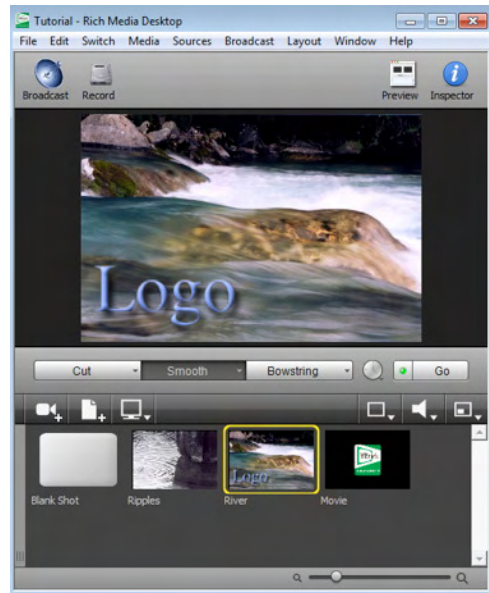 Tutorial - Rich Media Desktop
File Edit Switch Media Sources Broadcast Layout Window Help
Broadcast Record Preview Inspector
Logo
Cut Smooth Bowstring Go
Logo
Blank Shot Ripples River Movie